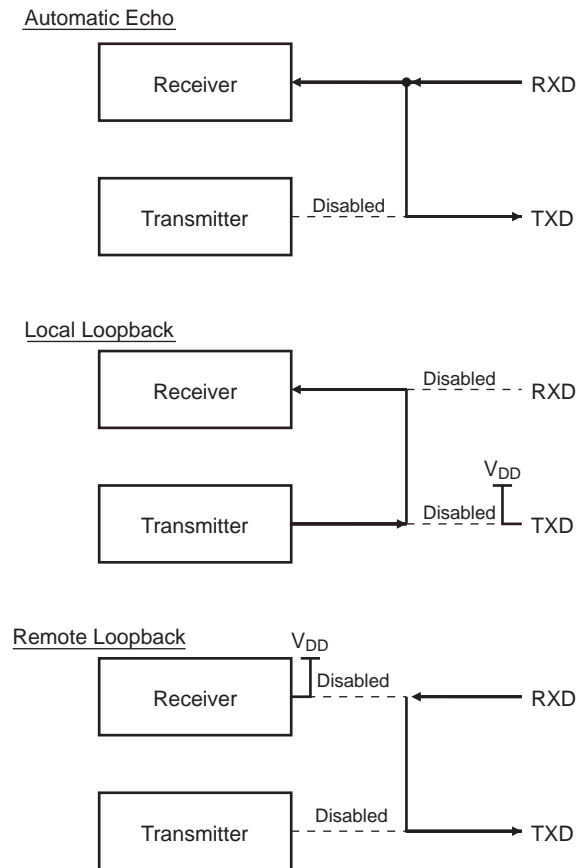 Automatic Echo
Receiver
RXD
Transmitter
Disabled
TXD
Local Loopback
Receiver
Disabled
RXD
VDD
Transmitter
Disabled
TXD
Remote Loopback
VDD
Receiver
Disabled
RXD
Transmitter
Disabled
TXD